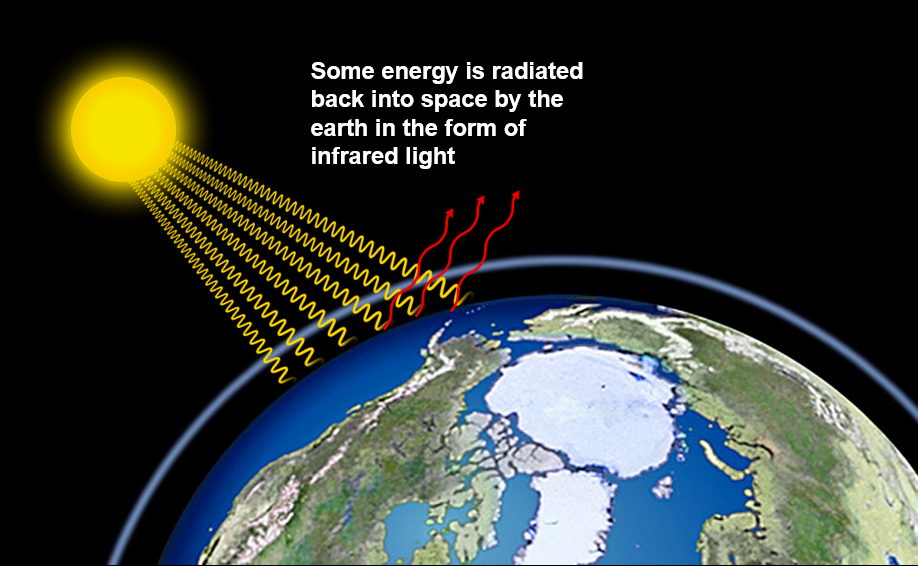 Some energy is radiated
back into space by the
earth in the form of
infrared light